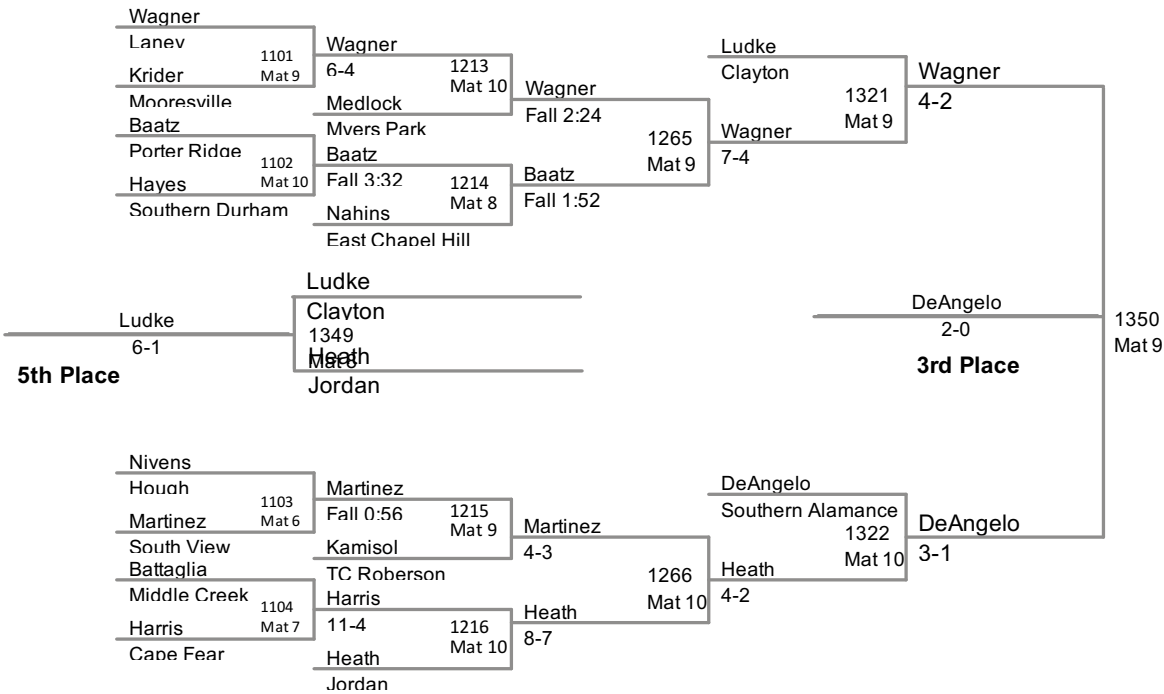 Wagner
Laney
1101
Mat 9
Krider
Mooresville
Baatz
Porter Ridge
1102
Mat 10
Hayes
Southern Durham
Wagner
6-4
1213
Mat 10
Medlock
Myers Park
Baatz
Fall 3:32
1214
Mat 8
Nahins
East Chapel Hill
Wagner
Fall 2:24
1265
Mat 9
Baatz
Fall 1:52
Ludke
Clayton
1321
Mat 9
Wagner
7-4
Wagner
4-2
Ludke
6-1
5th Place
Ludke
Clayton
1349
Mat 8
Heath
Jordan
DeAngelo
2-0
3rd Place
1350
Mat 9
Nivens
Hough
1103
Mat 6
Martinez
South View
Battaglia
Middle Creek
1104
Mat 7
Harris
Cape Fear
Martinez
Fall 0:56
1215
Mat 9
Kamisol
TC Roberson
Harris
11-4
1216
Mat 10
Heath
Jordan
Martinez
4-3
1266
Mat 10
Heath
8-7
DeAngelo
Southern Alamance
1322
Mat 10
Heath
4-2
DeAngelo
3-1